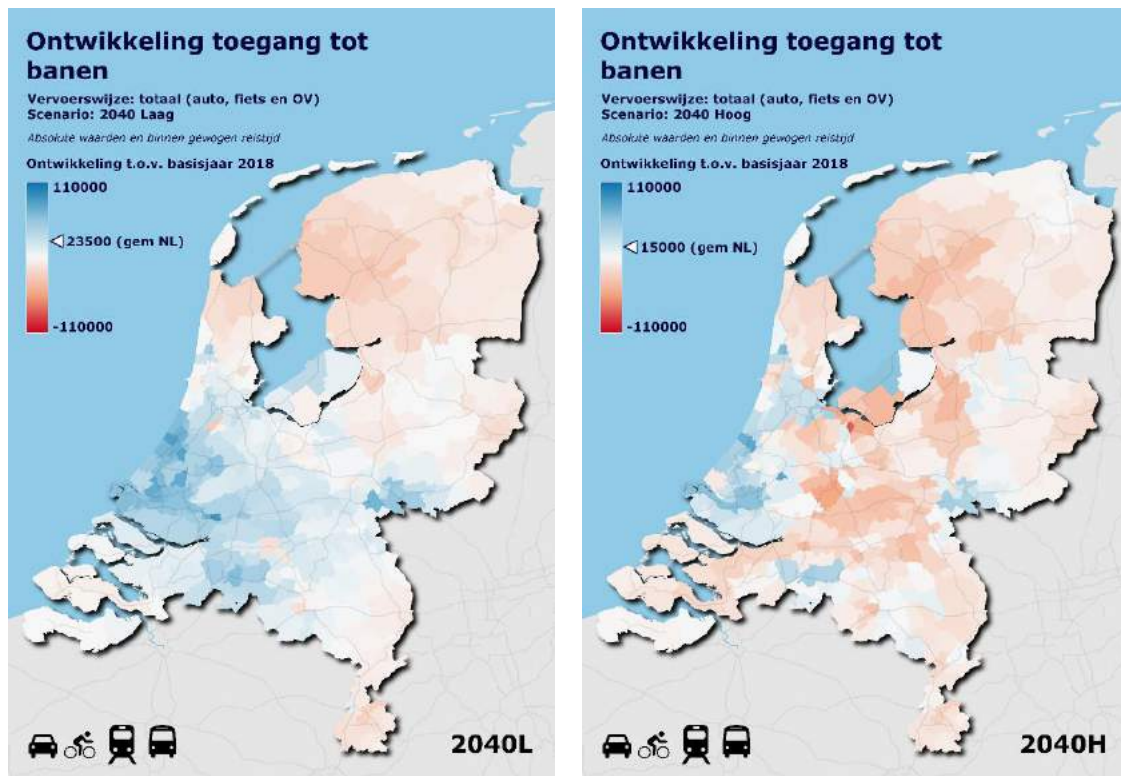 Ontwikkeling toegang tot
banen
Vervoerswijze: totaal (auto, fiets en OV)
Scenario: 2040 Laag
Absolute waarden en binnen gewogen reistijd
Ontwikkeling t.o.v. basisjaar 2018
110000
23500 (gem NL)
-110000
2040L
Ontwikkeling toegang tot
banen
Vervoerswijze: totaal (auto, fiets en OV)
Scenario: 2040 Hoog
Absolute waarden en binnen gewogen reistijd
Ontwikkeling t.o.v. basisjaar 2018
110000
15000 (gem NL)
-110000
2040H